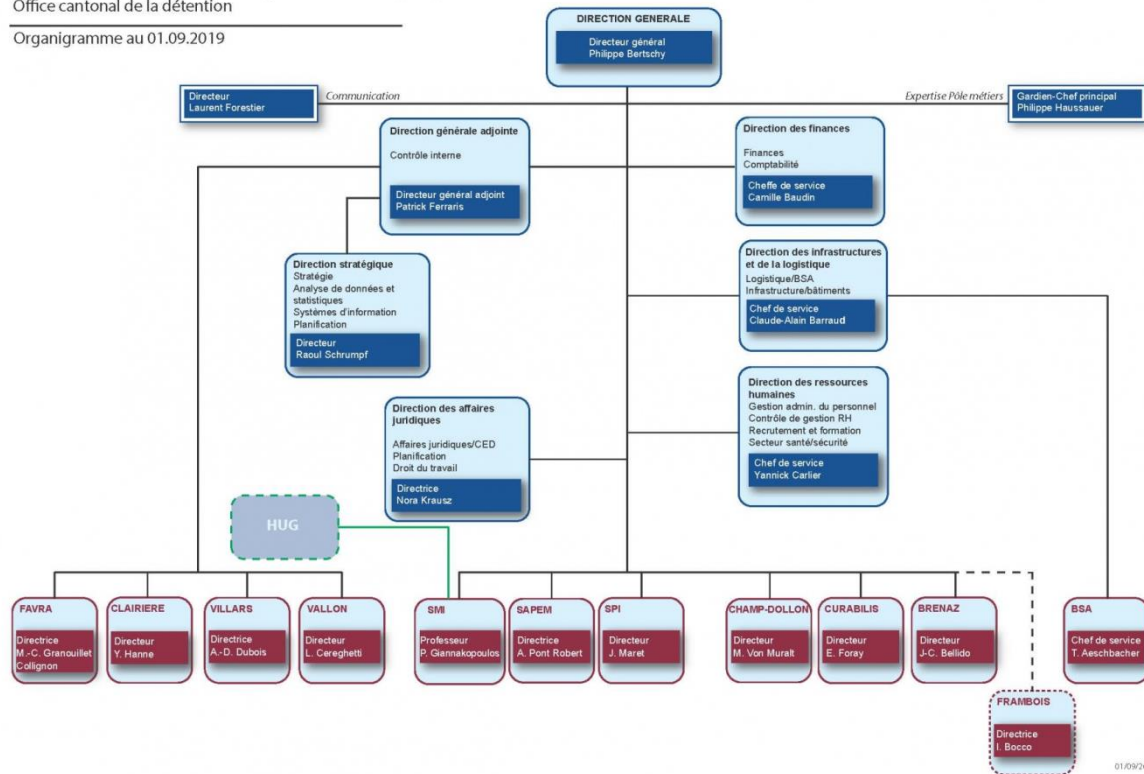 Office cantonal de la détention
Organigramme au 01.09.2019
DIRECTION GENERALE
Directeur général
Philippe Bertschy
Directeur
Laurent Forestier
Communication
Expertise Pôle métiers
Gardien-Chef principal
Philippe Haussauer
Direction générale adjointe
Contrôle interne
Directeur général adjoint
Patrick Ferraris
Direction des finances
Finances
Comptabilité
Cheffe de service
Camille Baudin
Direction stratégique
Stratégie
Analyse de données et
statistiques
Systèmes d'information
Planification
Directeur
Raoul Schrumpf
Direction des infrastructures
et de la logistique
Logistique/BSA
Infrastructure/bâtiments
Chef de service
Claude-Alain Barraud
Direction des affaires
juridiques
Affaires juridiques/CED
Planification
Droit du travail
Directrice
Nora Krausz
Direction des ressources
humaines
Gestion admin. du personnel
Contrôle de gestion RH
Recrutement et formation
Secteur santé/sécurité
Chef de service
Yannick Carlier
HUG
FAVRA
Directrice
M.-C. Granouillet
Collignon
CLAIRIERE
Directeur
Y. Hanne
VILLARS
Directrice
A.-D. Dubois
VALLON
Directeur
L. Cereghetti
SMI
Professeur
P. Giannakopoulos
SAPEM
Directrice
A. Pont Robert
SPI
Directeur
J. Maret
CHAMP-DOLLON
Directeur
M. Von Muralt
CURABILIS
Directeur
E. Foray
BRENAZ
Directeur
J-C. Bellido
BSA
Chef de service
T. Aeschbacher
FRAMBOIS
Directrice
I. Bocco
01/09/20